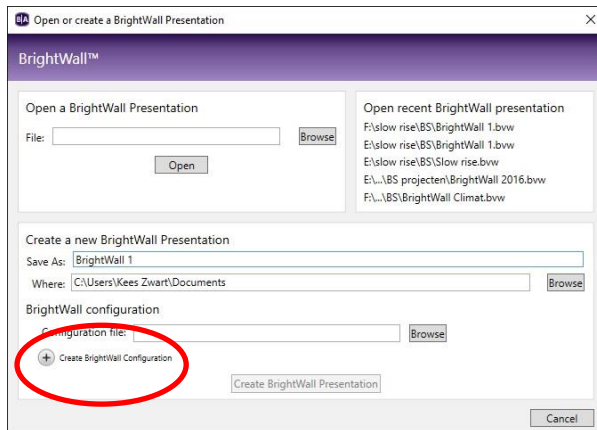 B|A Open or create a BrightWall Presentation
BrightWall™
Open a BrightWall Presentation
File:
Browse
Open
Open recent BrightWall presentation
F:\slow rise\BS\BrightWall 1.bvw
E:\slow rise\BS\BrightWall 1.bvw
E:\slow rise\BS\Slow rise.bvw
E:\...\BS projecten\BrightWall 2016.bvw
F:\...\BS\BrightWall Climat.bvw
Create a new BrightWall Presentation
Save As: BrightWall 1
Where: C:\Users\Kees Zwart\Documents
Browse
BrightWall configuration
Configuration file:
Browse
Create BrightWall Configuration
Create BrightWall Presentation
Cancel